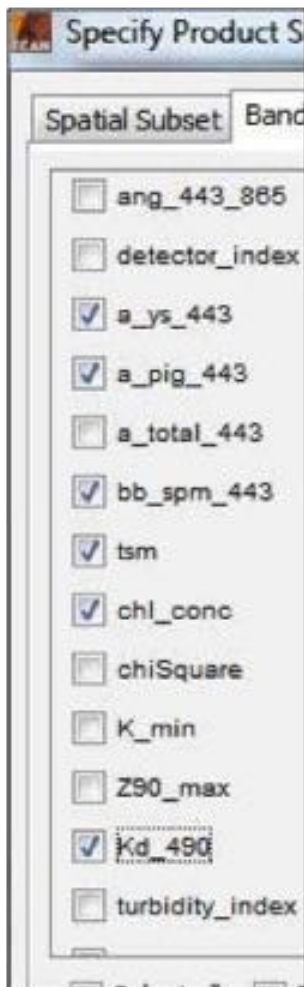 Specify Product S
Spatial Subset Band
ang_443_865
detector_index
a_ys_443
a_pig_443
a_total_443
bb_spm_443
tsm
chl_conc
chiSquare
K_min
Z90_max
Kd_490
turbidity_index